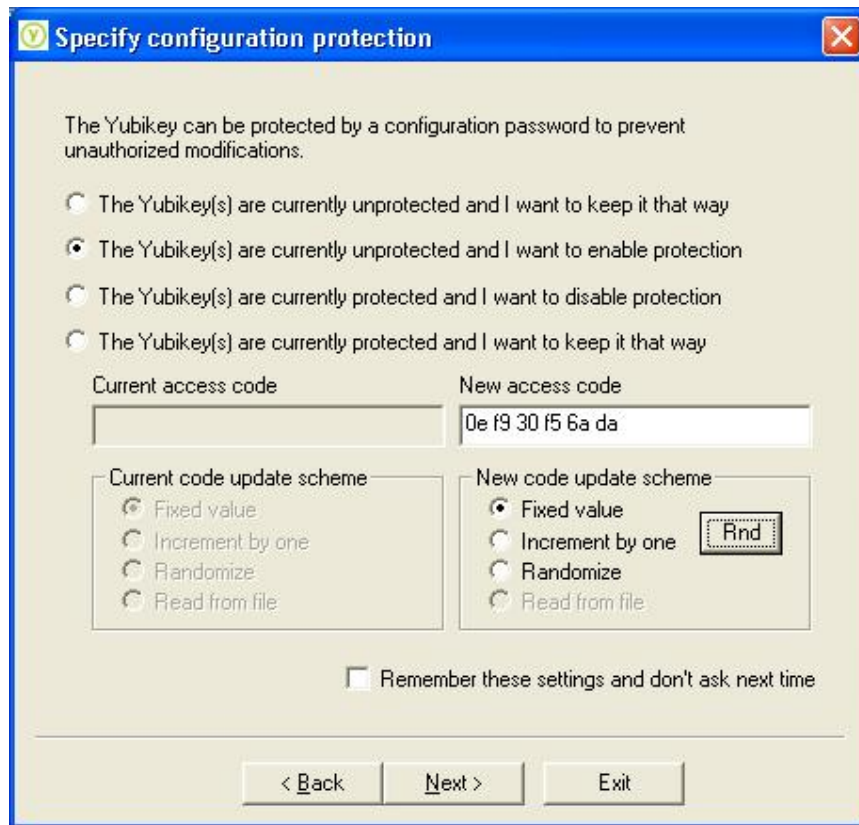 Specify configuration protection
The Yubikey can be protected by a configuration password to prevent
unauthorized modifications.
The Yubikey(s) are currently unprotected and I want to keep it that way
The Yubikey(s) are currently unprotected and I want to enable protection
The Yubikey(s) are currently protected and I want to disable protection
The Yubikey(s) are currently protected and I want to keep it that way
Current access code
New access code
0e f9 30 f5 6a da
Current code update scheme
Fixed value
Increment by one
Randomize
Read from file
New code update scheme
Fixed value
Increment by one
Randomize
Read from file
Rnd
Remember these settings and don't ask next time
< Back
Next >
Exit